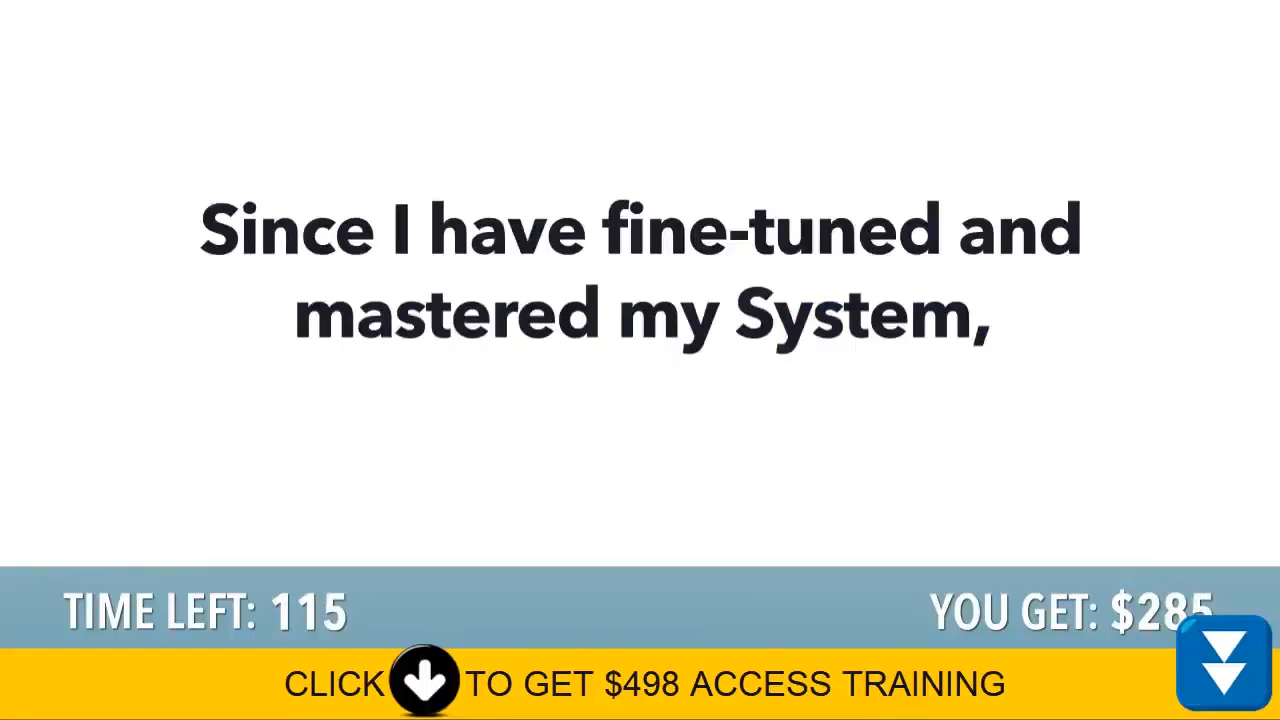 Since I have fine-tuned and
mastered my System,
TIME LEFT: 115
YOU GET: $285
CLICK TO GET $498 ACCESS TRAINING